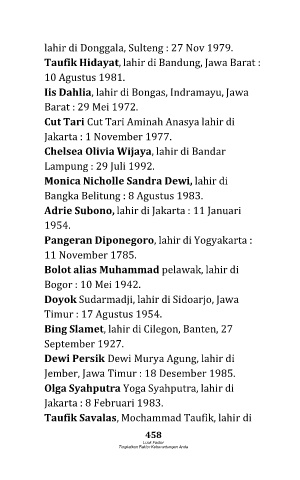 lahir di Donggala, Sulteng : 27 Nov 1979.
Taufik Hidayat, lahir di Bandung, Jawa Barat :
10 Agustus 1981.
Iis Dahlia, lahir di Bongas, Indramayu, Jawa
Barat : 29 Mei 1972.
Cut Tari Cut Tari Aminah Anasya lahir di
Jakarta : 1 November 1977.
Chelsea Olivia Wijaya, lahir di Bandar
Lampung : 29 Juli 1992.
Monica Nicholle Sandra Dewi, lahir di
Bangka Belitung : 8 Agustus 1983.
Adrie Subono, lahir di Jakarta : 11 Januari
1954.
Pangeran Diponegoro, lahir di Yogyakarta :
11 November 1785.
Bolot alias Muhammad pelawak, lahir di
Bogor : 10 Mei 1942.
Doyok Sudarmadji, lahir di Sidoarjo, Jawa
Timur : 17 Agustus 1954.
Bing Slamet, lahir di Cilegon, Banten, 27
September 1927.
Dewi Persik Dewi Murya Agung, lahir di
Jember, Jawa Timur : 18 Desember 1985.
Olga Syahputra Yoga Syahputra, lahir di
Jakarta : 8 Februari 1983.
Taufik Savalas, Mochammad Taufik, lahir di
458
Luck Factor
Tingkatkan Faktor Keberuntungan Anda